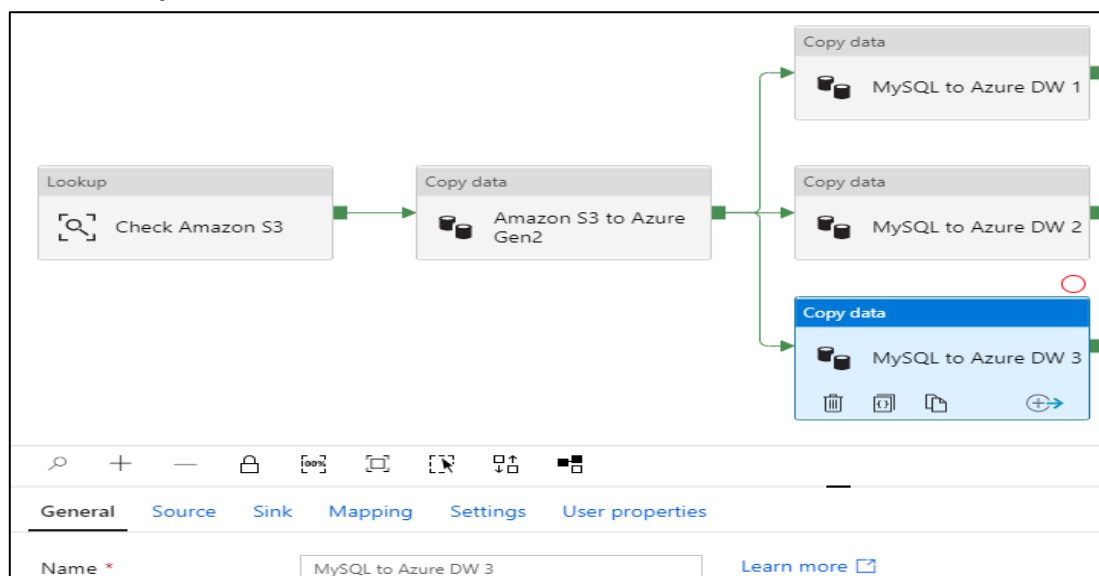 Copy data
MySQL to Azure DW 1
Lookup
Check Amazon S3
Copy data
Amazon S3 to Azure
Gen2
Copy data
MySQL to Azure DW 2
Copy data
MySQL to Azure DW 3
100%
General Source Sink Mapping Settings User properties
Name * MySQL to Azure DW 3 Learn more